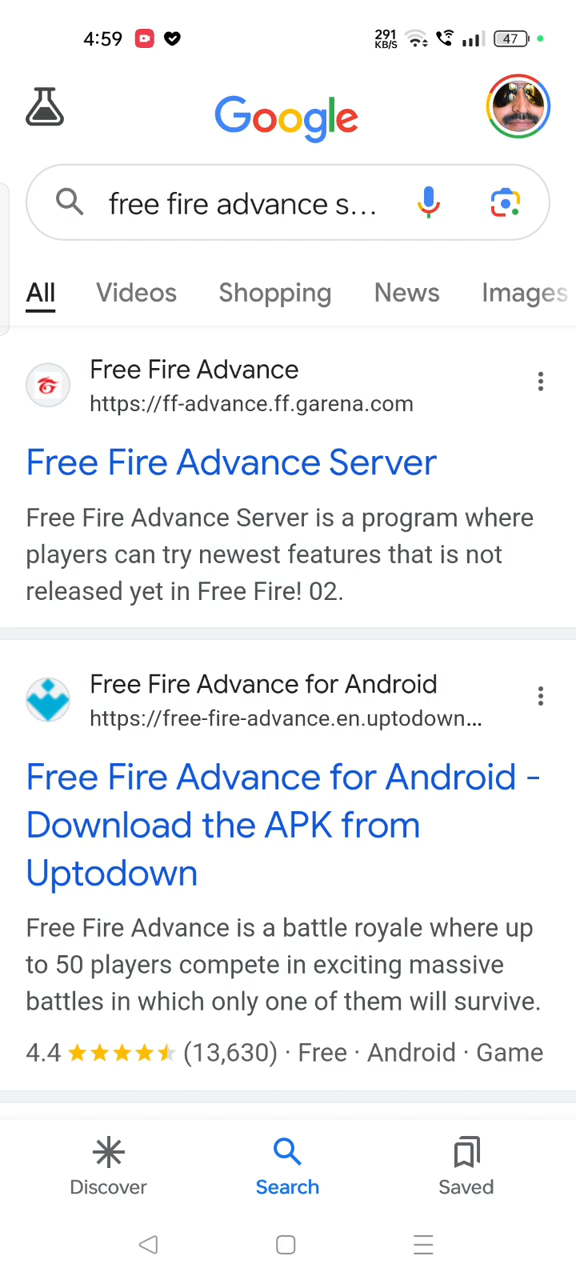 4:59
291
KB/S
47
Google
free fire advance s...
All Videos Shopping News Images
Free Fire Advance
https://ff-advance.ff.garena.com
Free Fire Advance Server
Free Fire Advance Server is a program where
players can try newest features that is not
released yet in Free Fire! 02.
Free Fire Advance for Android
https://free-fire-advance.en.uptodown...
Free Fire Advance for Android -
Download the APK from
Uptodown
Free Fire Advance is a battle royale where up
to 50 players compete in exciting massive
battles in which only one of them will survive.
4.4 (13,630) · Free · Android · Game
Discover Search Saved